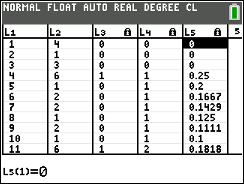 NORMAL FLOAT AUTO REAL DEGREE CL
L1 L2 L3 L4 L5 5
1 4 0 0 0
2 1 0 0 0
3 3 0 0 0
4 6 1 1 0.25
5 1 0 1 0.2
6 2 0 1 0.1667
7 2 0 1 0.1429
8 1 0 1 0.125
9 2 0 1 0.1111
10 1 0 1 0.1
11 6 1 2 0.1818
L5(1)=0